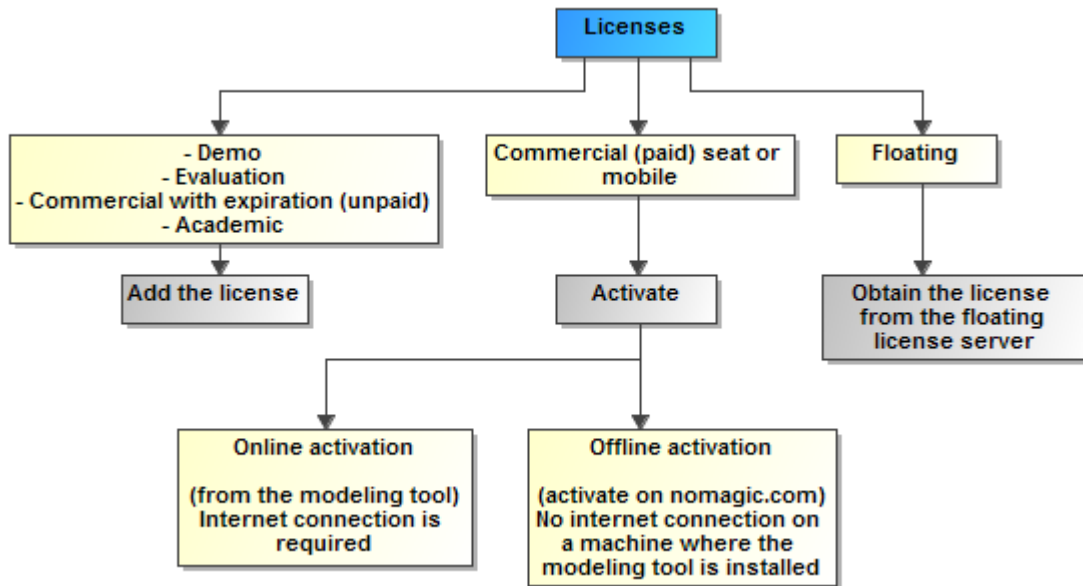 Licenses
- Demo
- Evaluation
- Commercial with expiration (unpaid)
- Academic
Commercial (paid) seat or
mobile
Floating
Add the license
Activate
Obtain the license
from the floating
license server
Online activation
(from the modeling tool)
Internet connection is
required
Offline activation
(activate on nomagic.com)
No internet connection on
a machine where the
modeling tool is installed